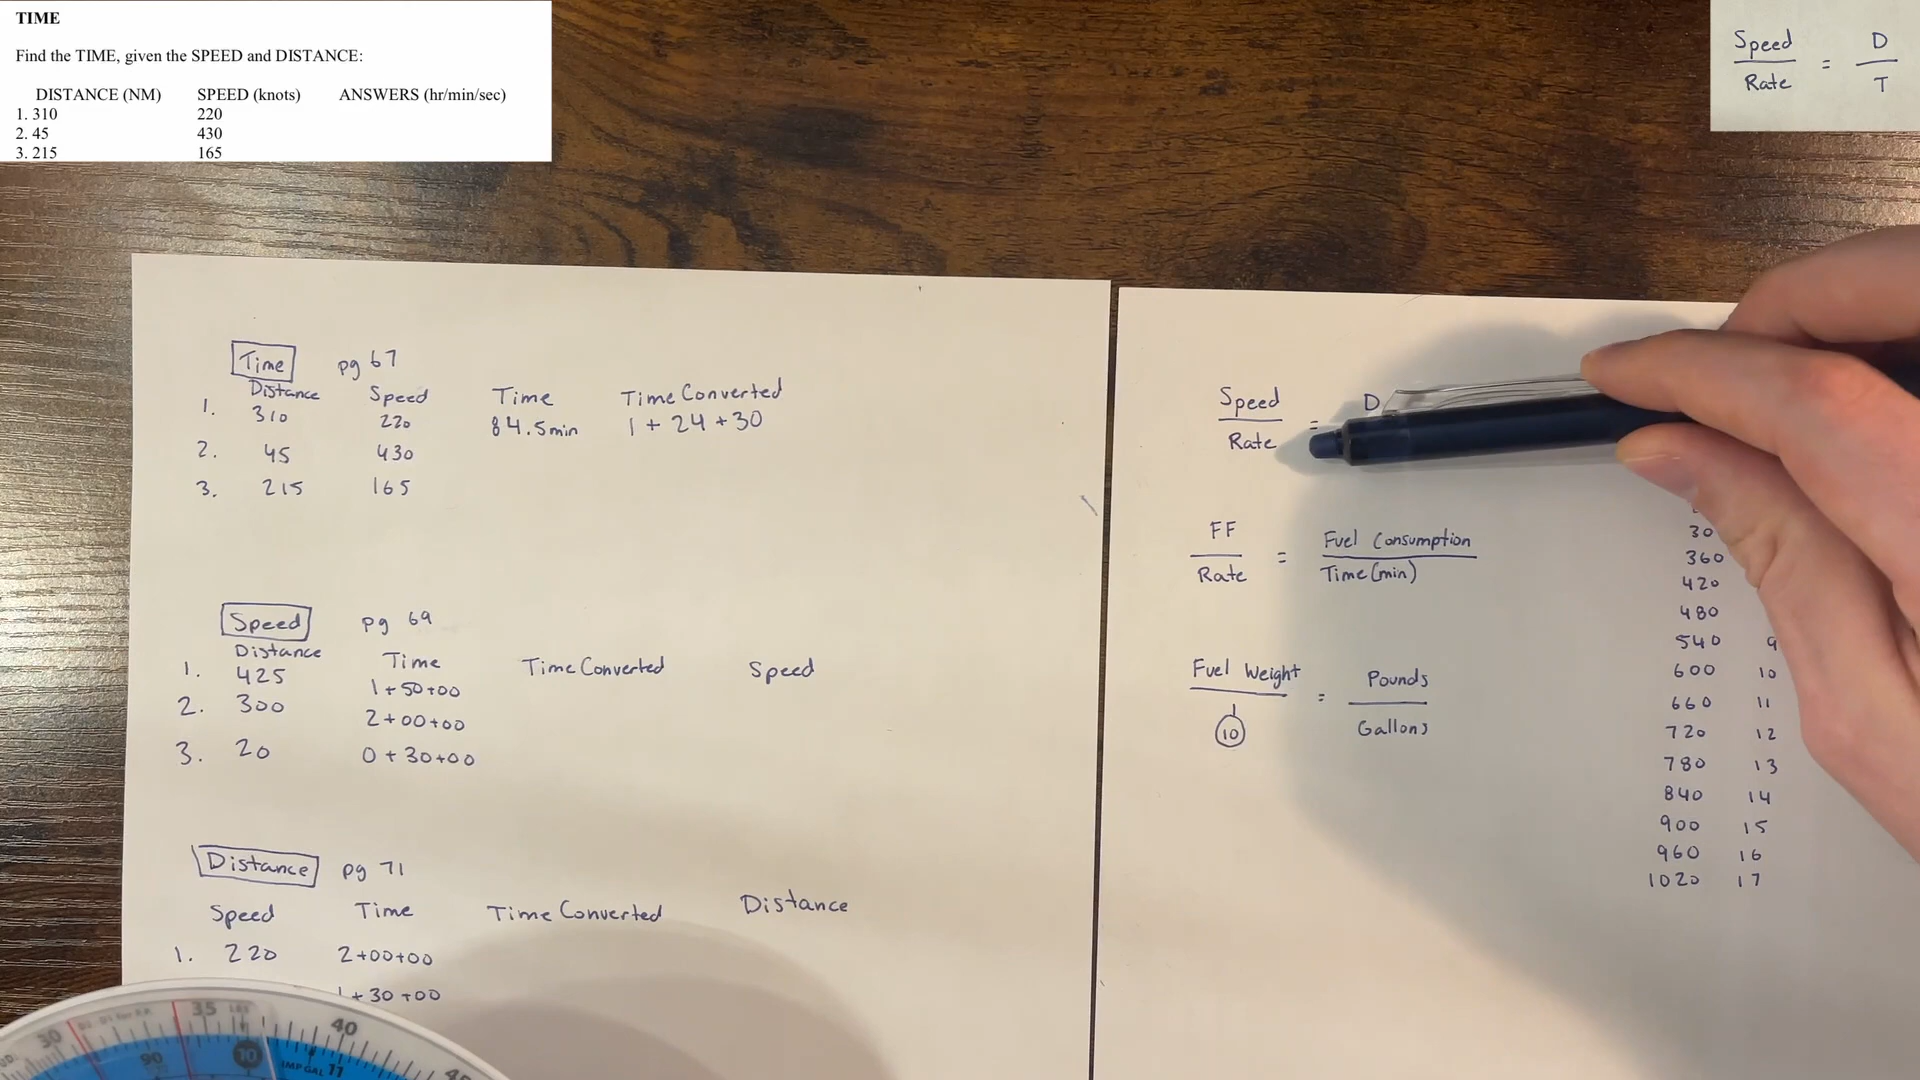 TIME
Find the TIME, given the SPEED and DISTANCE:
DISTANCE (NM) SPEED (knots) ANSWERS (hr/min/sec)
1. 310 220
2. 45 430
3. 215 165
Speed D
= 
Rate T
Time pg 67
Distance Speed Time Time Converted
1. 310 220 84.5min 1 + 24 + 30
2. 45 430
3. 215 165
Speed pg 69
Distance Time Time Converted Speed
1. 425 1+50+00
2. 300 2+00+00
3. 20 0+30+00
Distance pg 71
Speed Time Time Converted Distance
1. 220 2+00+00
1+30+00
Speed D
=
Rate
FF Fuel Consumption
=
Rate Time(min)
Fuel Weight Pounds
=
10 Gallons
30
360
420
480
540 9
600 10
660 11
720 12
780 13
840 14
900 15
960 16
1020 17
30 35 40
90 10 IMP GAL 11